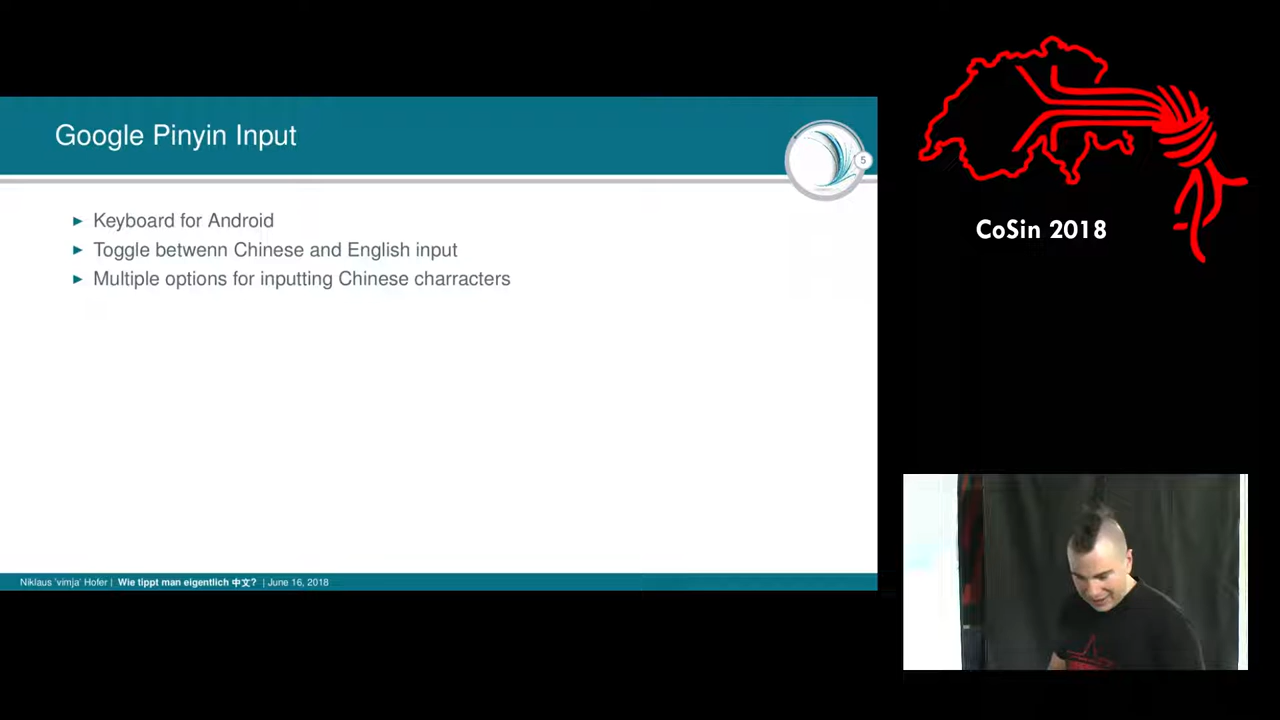 Google Pinyin Input
5
Keyboard for Android
Toggle betwenn Chinese and English input
Multiple options for inputting Chinese charracters
Niklaus 'vimja' Hofer | Wie tippt man eigentlich 中文? | June 16, 2018
CoSin 2018